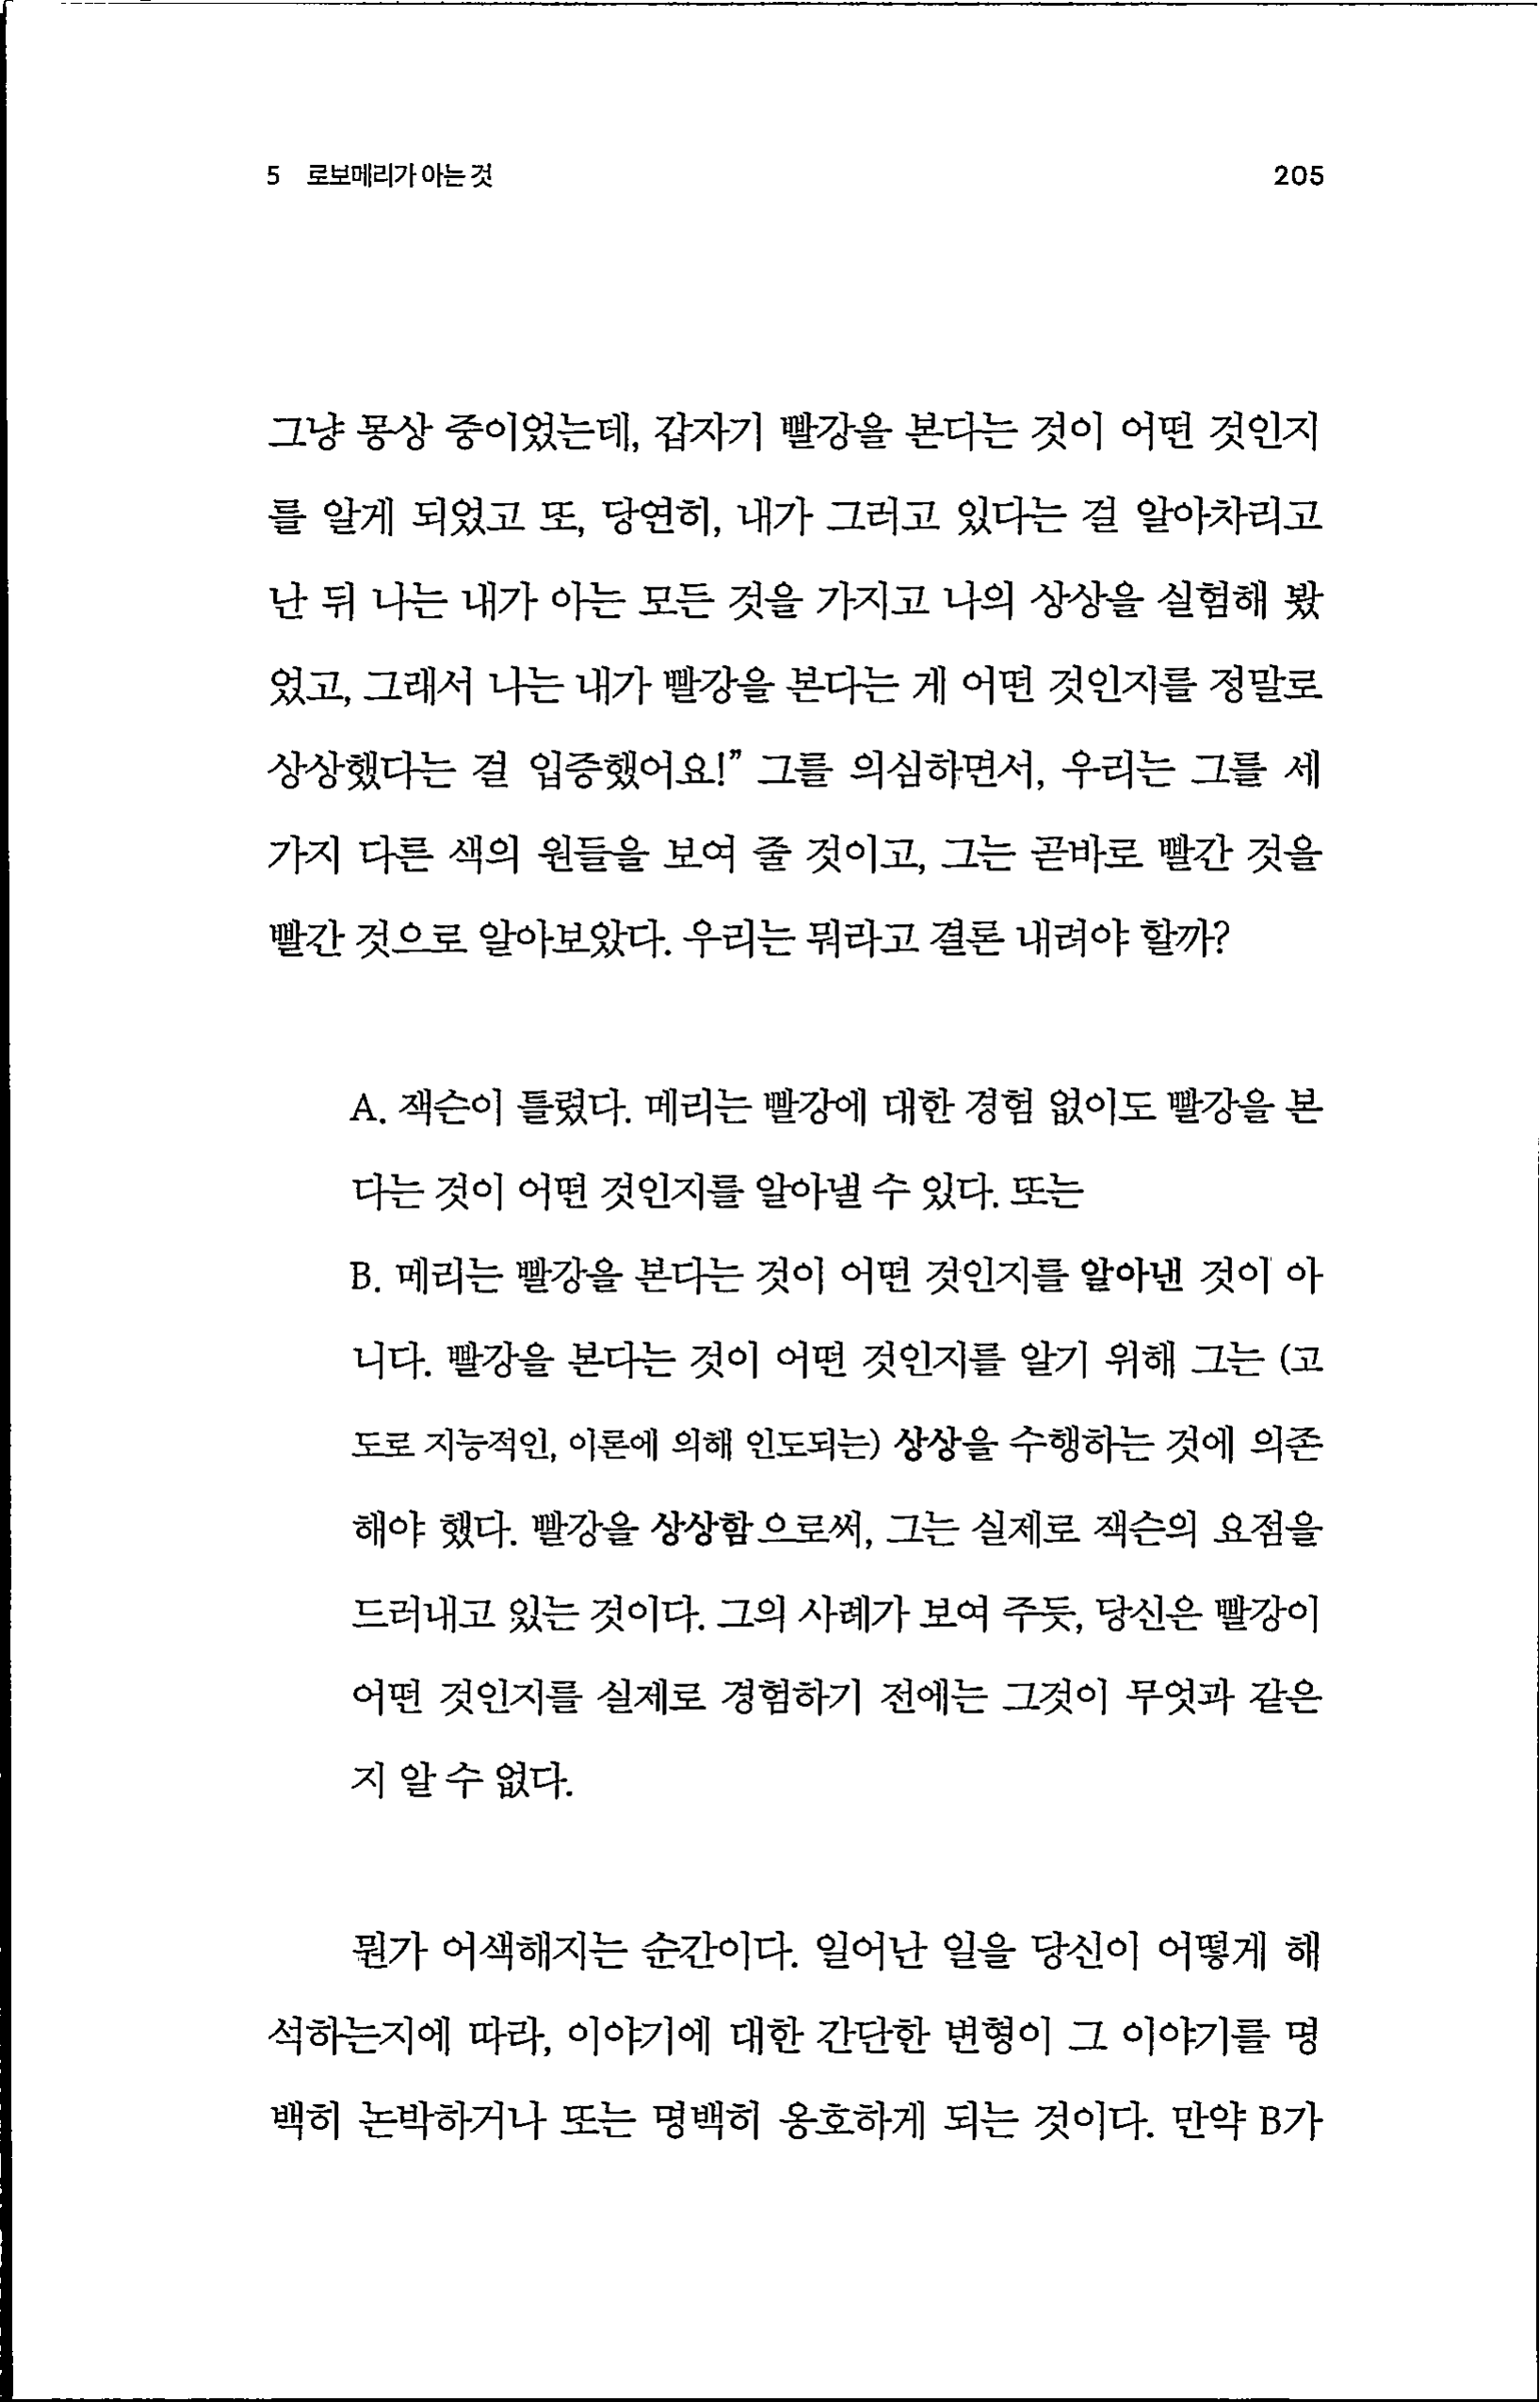 5 로보메리가 아는 것 205
그냥 몽상 중이었는데, 갑자기 빨강을 본다는 것이 어떤 것인지
를 알게 되었고 또, 당연히, 내가 그러고 있다는 걸 알아차리고
난 뒤 나는 내가 아는 모든 것을 가지고 나의 상상을 실험해 봤
었고, 그래서 나는 내가 빨강을 본다는 게 어떤 것인지를 정말로
상상했다는 걸 입증했어요!” 그를 의심하면서, 우리는 그를 세
가지 다른 색의 원들을 보여 줄 것이고, 그는 곧바로 빨간 것을
빨간 것으로 알아보았다. 우리는 뭐라고 결론 내려야 할까?
A. 잭슨이 틀렸다. 메리는 빨강에 대한 경험 없이도 빨강을 본
다는 것이 어떤 것인지를 알아낼 수 있다. 또는
B. 메리는 빨강을 본다는 것이 어떤 것인지를 알아낸 것이 아
니다. 빨강을 본다는 것이 어떤 것인지를 알기 위해 그는 (고
도로 지능적인, 이론에 의해 인도되는) 상상을 수행하는 것에 의존
해야 했다. 빨강을 상상함으로써, 그는 실제로 잭슨의 요점을
드러내고 있는 것이다. 그의 사례가 보여 주듯, 당신은 빨강이
어떤 것인지를 실제로 경험하기 전에는 그것이 무엇과 같은
지 알 수 없다.
뭔가 어색해지는 순간이다. 일어난 일을 당신이 어떻게 해
석하는지에 따라, 이야기에 대한 간단한 변형이 그 이야기를 명
백히 논박하거나 또는 명백히 옹호하게 되는 것이다. 만약 B가